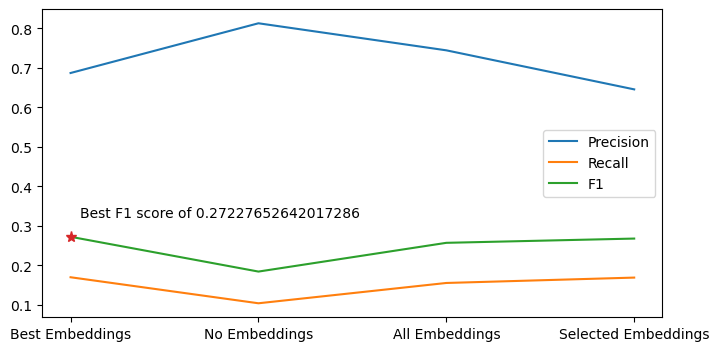 0.8
0.7
0.6
0.5
0.4
0.3
0.2
0.1
Precision
Recall
F1
Best F1 score of 0.27227652642017286
Best Embeddings No Embeddings All Embeddings Selected Embeddings